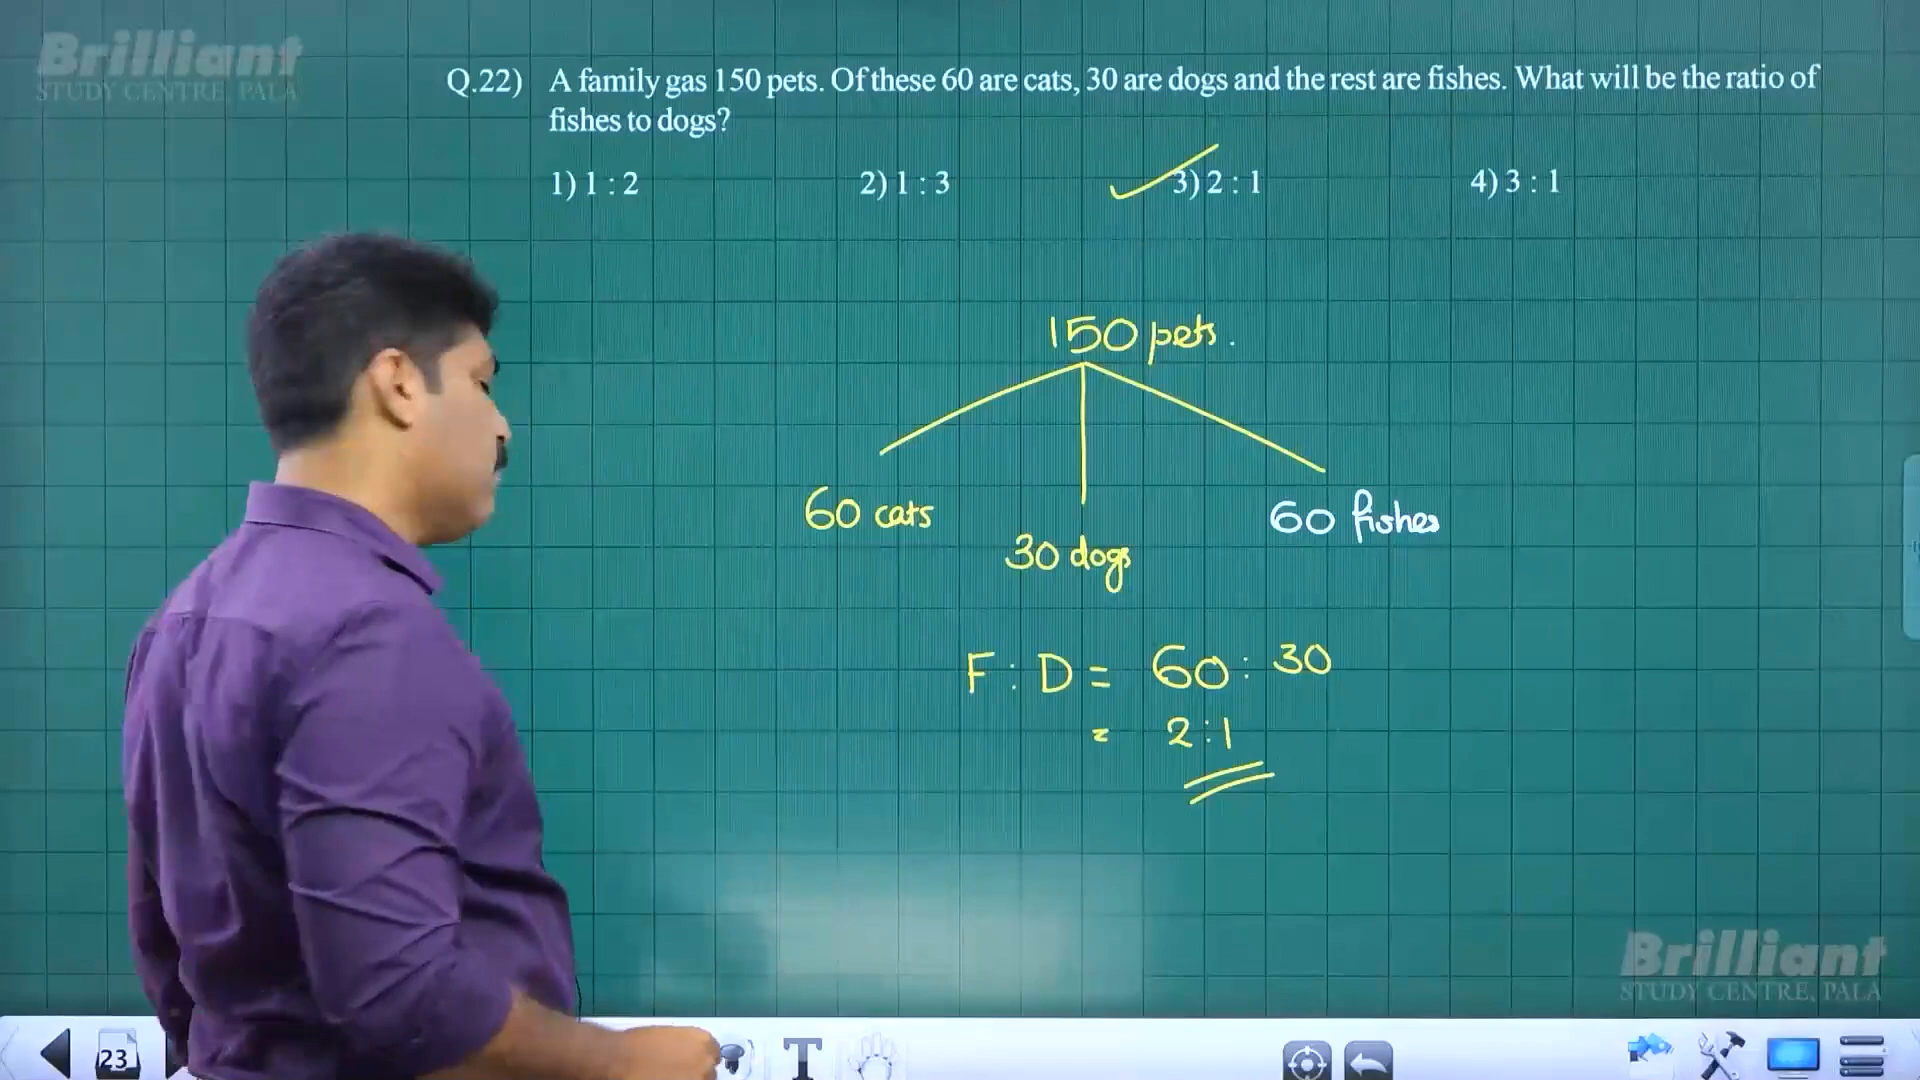 Brilliant
STUDY CENTRE, PALA
Q.22) A family gas 150 pets. Of these 60 are cats, 30 are dogs and the rest are fishes. What will be the ratio of
fishes to dogs?
1) 1 : 2 2) 1 : 3 3) 2 : 1 4) 3 : 1
150 pets.
60 cats
30 dogs
60 fishes
F : D = 60 : 30
= 2 : 1
Brilliant
STUDY CENTRE, PALA
23
T